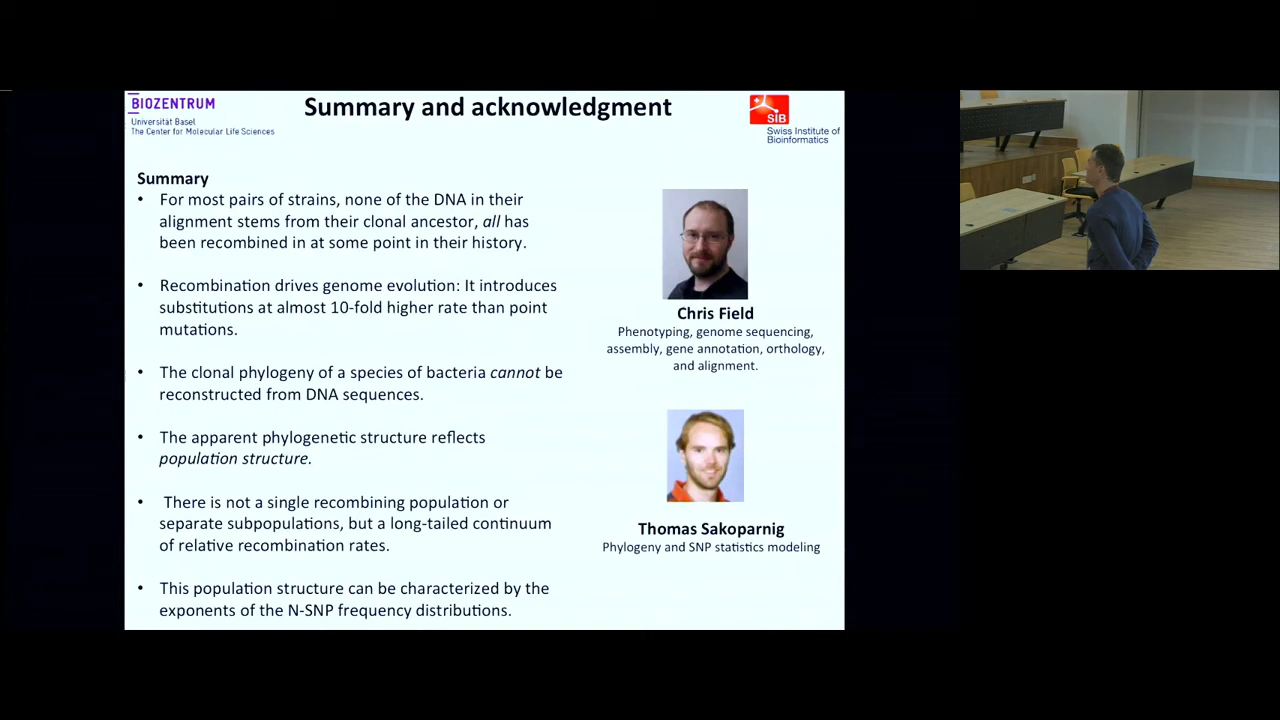 BIOZENTRUM
Universität Basel
The Center for Molecular Life Sciences
Summary and acknowledgment
SIB
Swiss Institute of
Bioinformatics
Summary
• For most pairs of strains, none of the DNA in their
alignment stems from their clonal ancestor, all has
been recombined in at some point in their history.
• Recombination drives genome evolution: It introduces
substitutions at almost 10-fold higher rate than point
mutations.
• The clonal phylogeny of a species of bacteria cannot be
reconstructed from DNA sequences.
• The apparent phylogenetic structure reflects
population structure.
• There is not a single recombining population or
separate subpopulations, but a long-tailed continuum
of relative recombination rates.
• This population structure can be characterized by the
exponents of the N-SNP frequency distributions.
Chris Field
Phenotyping, genome sequencing,
assembly, gene annotation, orthology,
and alignment.
Thomas Sakoparnig
Phylogeny and SNP statistics modeling